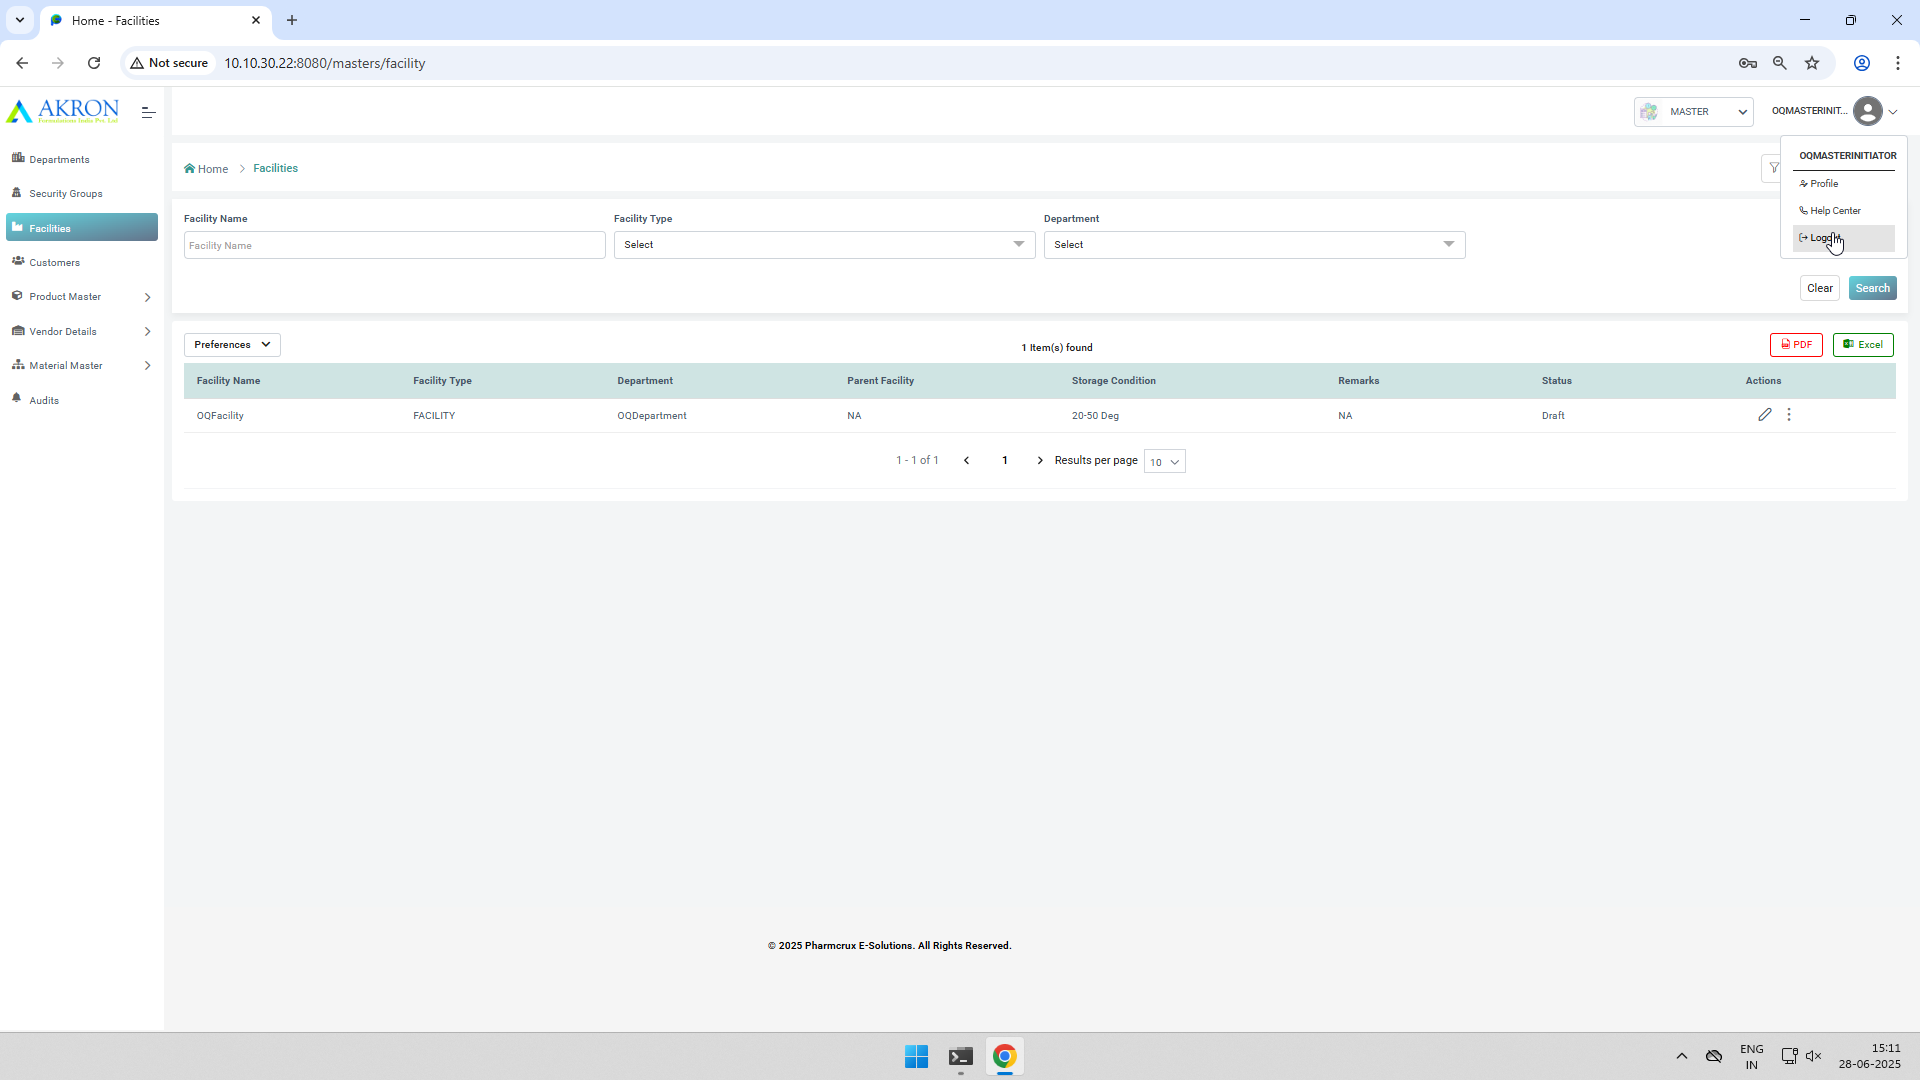 Home - Facilities
Not secure
10.10.30.22:8080/masters/facility
AKRON
Formulations India Pvt. Ltd
MASTER
OQMASTERINIT...
OQMASTERINITIATOR
Profile
Help Center
Departments
Security Groups
Facilities
Customers
Product Master
Vendor Details
Material Master
Audits
Home
Facilities
Facility Name
Facility Type
Department
Facility Name
Select
Select
Clear
Search
Preferences
1 Item(s) found
PDF
Excel
Facility Name
Facility Type
Department
Parent Facility
Storage Condition
Remarks
Status
Actions
OQFacility
FACILITY
OQDepartment
NA
20-50 Deg
NA
Draft
1 - 1 of 1
1
Results per page
10
© 2025 Pharmcrux E-Solutions. All Rights Reserved.
ENG
IN
15:11
28-06-2025